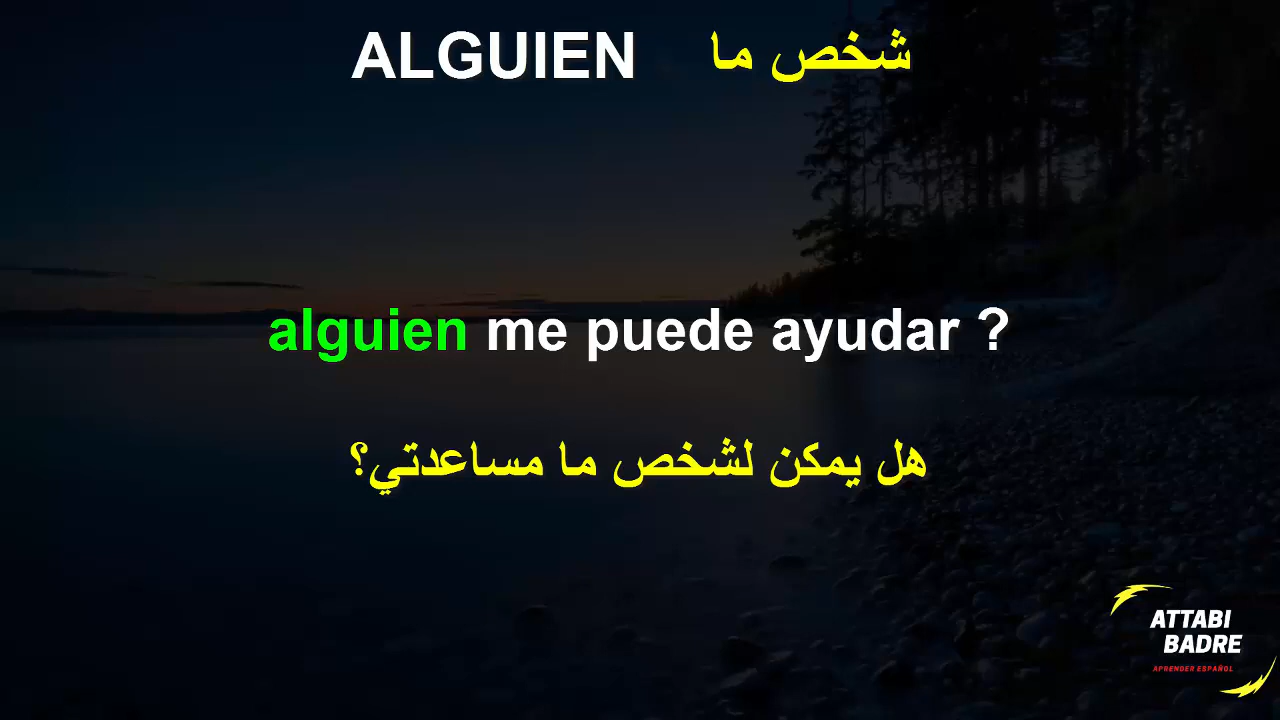 ALGUIEN شخص ما
alguien me puede ayudar ?
هل يمكن لشخص ما مساعدتي؟
ATTABI
BADRE
APRENDER ESPAÑOL